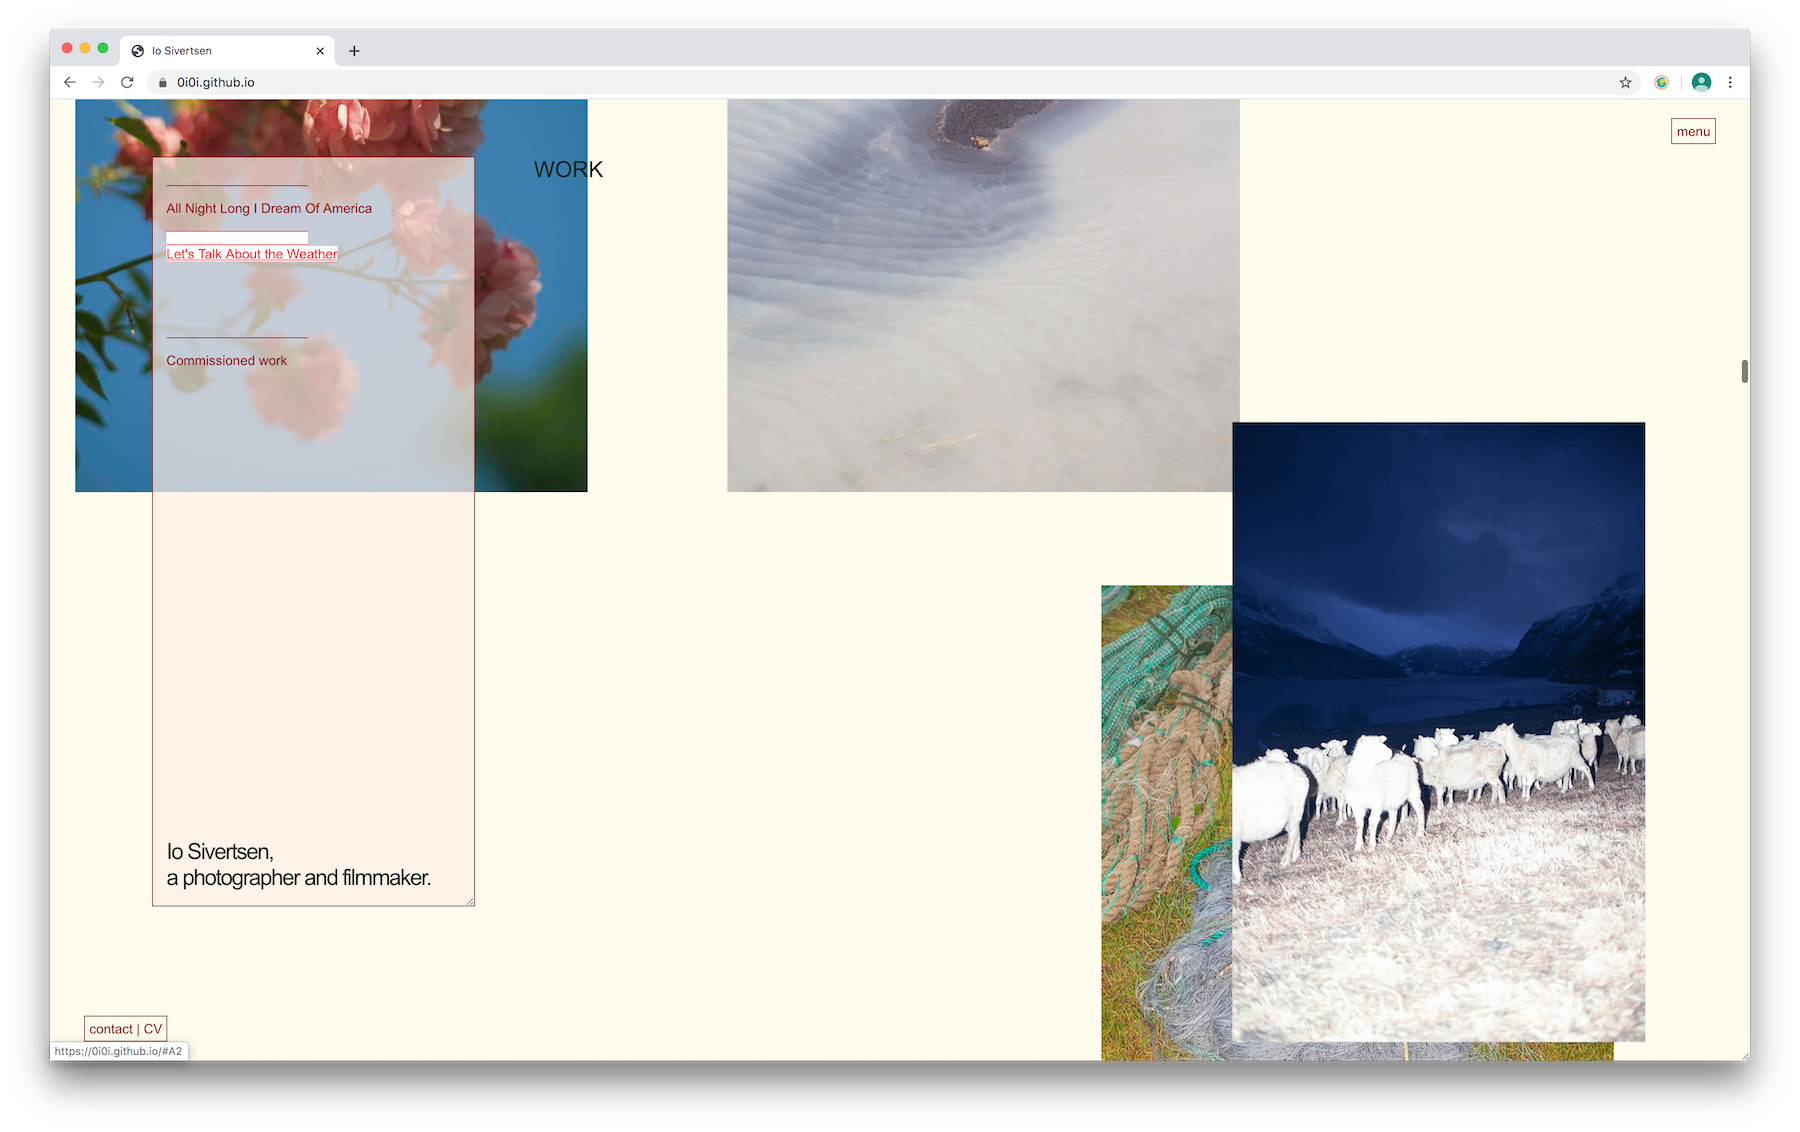 Io Sivertsen
0i0i.github.io
menu
WORK
All Night Long I Dream Of America
Let's Talk About the Weather
Commissioned work
Io Sivertsen,
a photographer and filmmaker.
contact | CV
https://0i0i.github.io/#A2